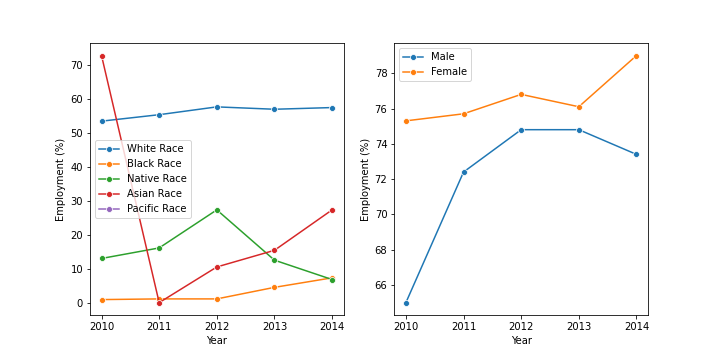 70
60
50
40
30
20
10
0
Employment (%)
White Race
Black Race
Native Race
Asian Race
Pacific Race
2010 2011 2012 2013 2014
Year
78
76
74
72
70
68
66
Employment (%)
Male
Female
2010 2011 2012 2013 2014
Year